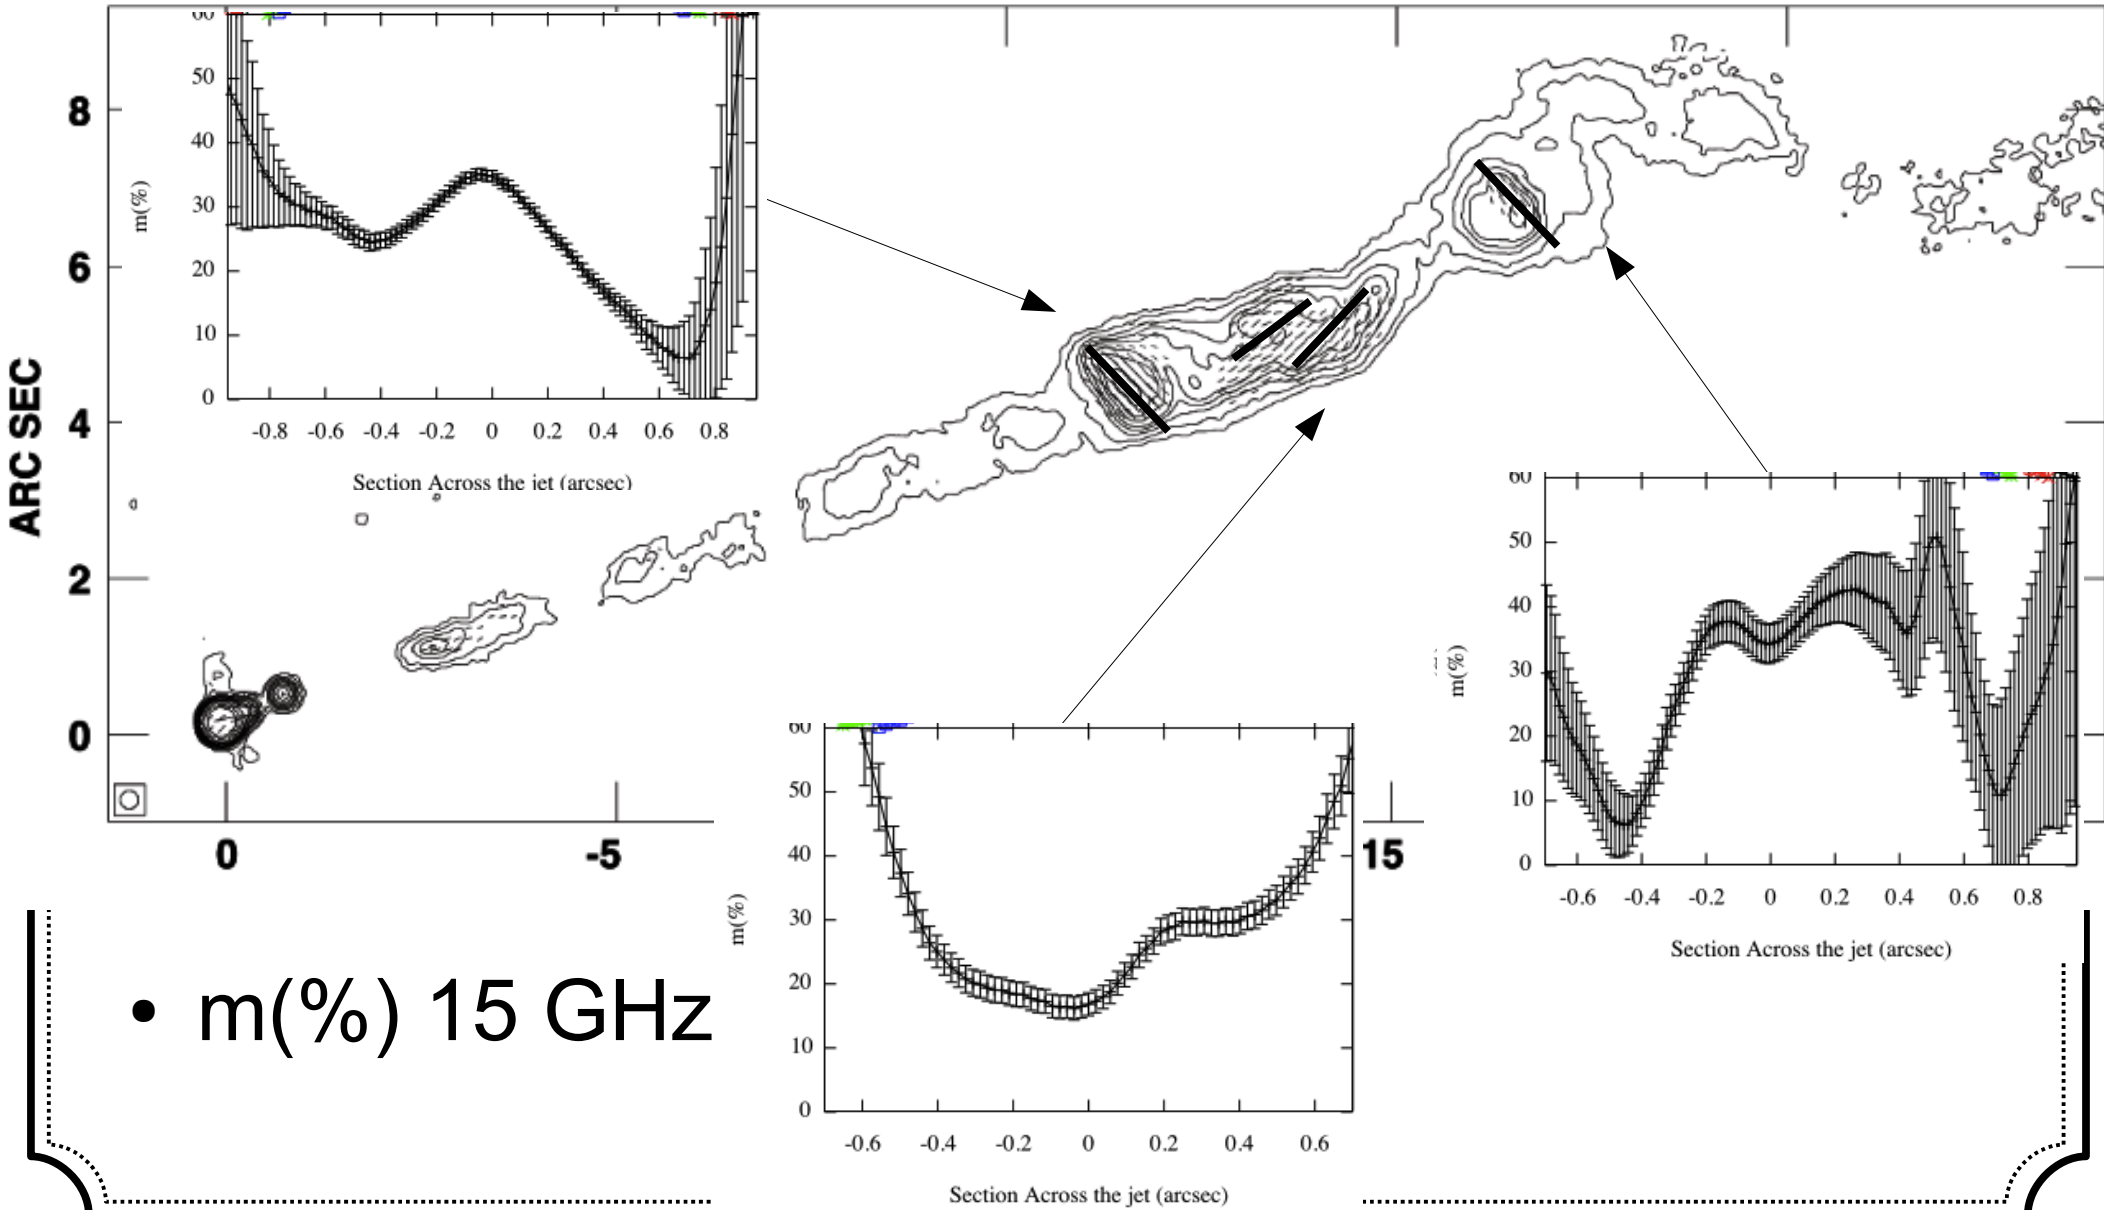 60
50
40
30
20
10
0
m(%)
-0.8 -0.6 -0.4 -0.2 0 0.2 0.4 0.6 0.8
Section Across the jet (arcsec)
8
6
4
2
0
ARC SEC
0 -5 15
60
50
40
30
20
10
0
m(%)
-0.6 -0.4 -0.2 0 0.2 0.4 0.6 0.8
Section Across the jet (arcsec)
60
50
40
30
20
10
0
m(%)
-0.6 -0.4 -0.2 0 0.2 0.4 0.6
Section Across the jet (arcsec)
• m(%) 15 GHz